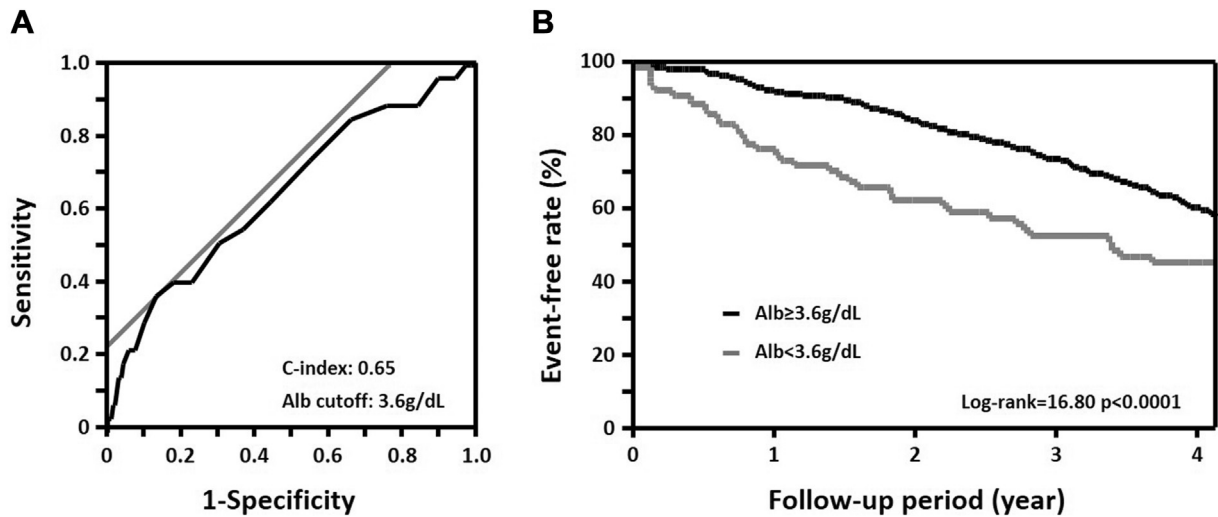 A
1.0
0.8
0.6
0.4
0.2
0
Sensitivity
C-index: 0.65
Alb cutoff: 3.6g/dL
0 0.2 0.4 0.6 0.8 1.0
1-Specificity
B
100
80
60
40
20
0
Event-free rate (%)
Alb≥3.6g/dL
Alb<3.6g/dL
Log-rank=16.80 p<0.0001
0 1 2 3 4
Follow-up period (year)